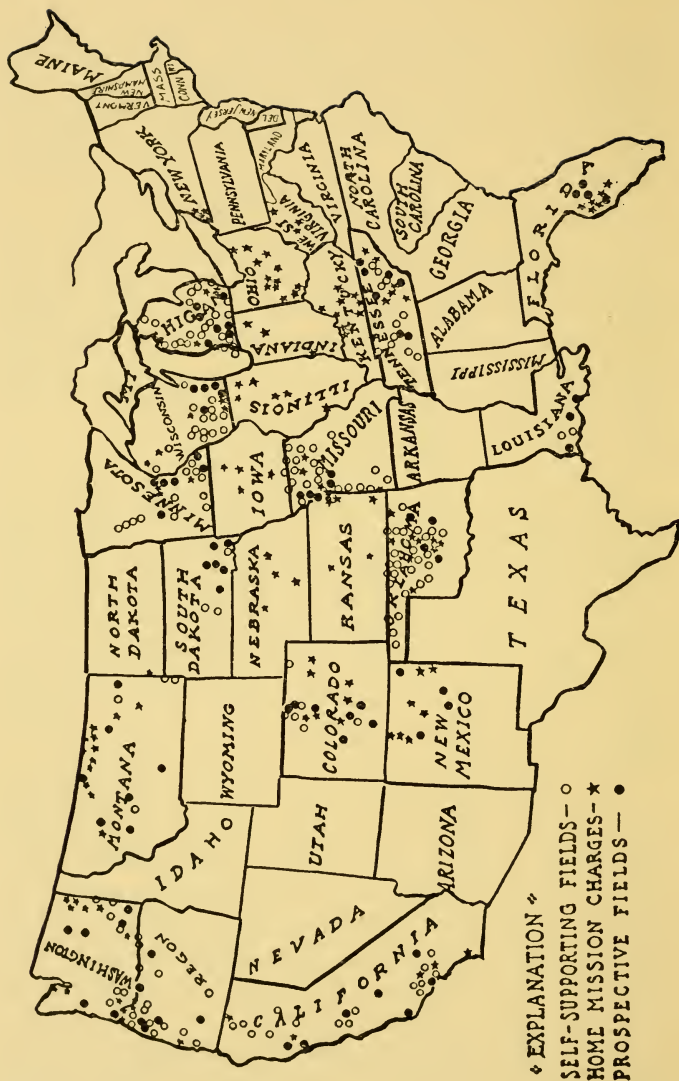 WASHINGTON
OREGON
CALIFORNIA
IDAHO
NEVADA
MONTANA
WYOMING
UTAH
ARIZONA
COLORADO
NEW
MEXICO
NORTH
DAKOTA
SOUTH
DAKOTA
NEBRASKA
KANSAS
OKLAHOMA
TEXAS
MINNESOTA
IOWA
MISSOURI
ARKANSAS
LOUISIANA
WISCONSIN
ILLINOIS
MICHIGAN
INDIANA
OHIO
KENTUCKY
TENNESSEE
MISSISSIPPI
ALABAMA
GEORGIA
FLORIDA
SOUTH
CAROLINA
NORTH
CAROLINA
VIRGINIA
WEST
VIRGINIA
MARYLAND
DEL
NEW JERSEY
PENNSYLVANIA
NEW YORK
VERMONT
NEW
HAMPSHIRE
MAINE
MASS
CONN
RI
EXPLANATION
SELF-SUPPORTING FIELDS—○
HOME MISSION CHARGES-★
PROSPECTIVE FIELDS—●